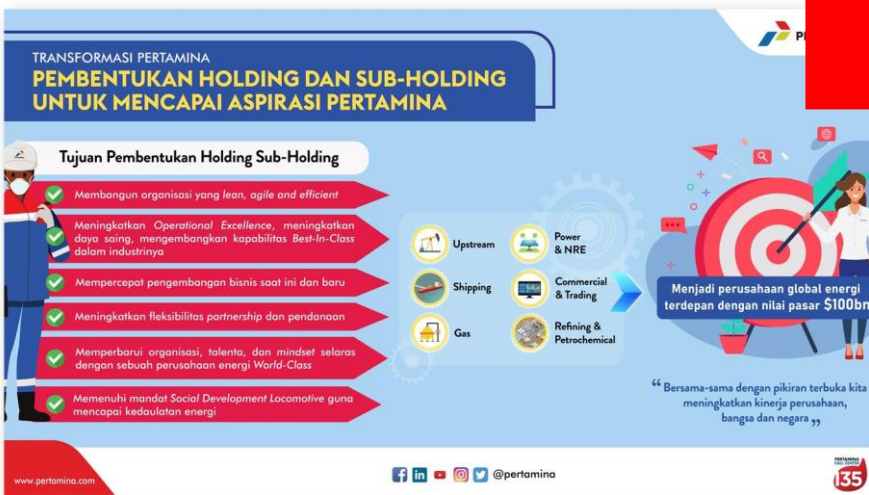 TRANSFORMASI PERTAMINA
PEMBENTUKAN HOLDING DAN SUB-HOLDING
UNTUK MENCAPAI ASPIRASI PERTAMINA
Tujuan Pembentukan Holding Sub-Holding
Membangun organisasi yang lean, agile and efficient
Meningkatkan Operational Excellence, meningkatkan
daya saing, mengembangkan kapabilitas Best-In-Class
dalam industrinya
Mempercepat pengembangan bisnis saat ini dan baru
Meningkatkan fleksibilitas partnership dan pendanaan
Memperbarui organisasi, talenta, dan mindset selaras
dengan sebuah perusahaan energi World-Class
Memenuhi mandat Social Development Locomotive guna
mencapai kedaulatan energi
Upstream
Power
& NRE
Shipping
Commercial
& Trading
Gas
Refining &
Petrochemical
Menjadi perusahaan global energi
terdepan dengan nilai pasar $100bn
“ Bersama-sama dengan pikiran terbuka kita
meningkatkan kinerja perusahaan,
bangsa dan negara „
www.pertamina.com
@pertamina
PERTAMINA
CALL CENTER
135